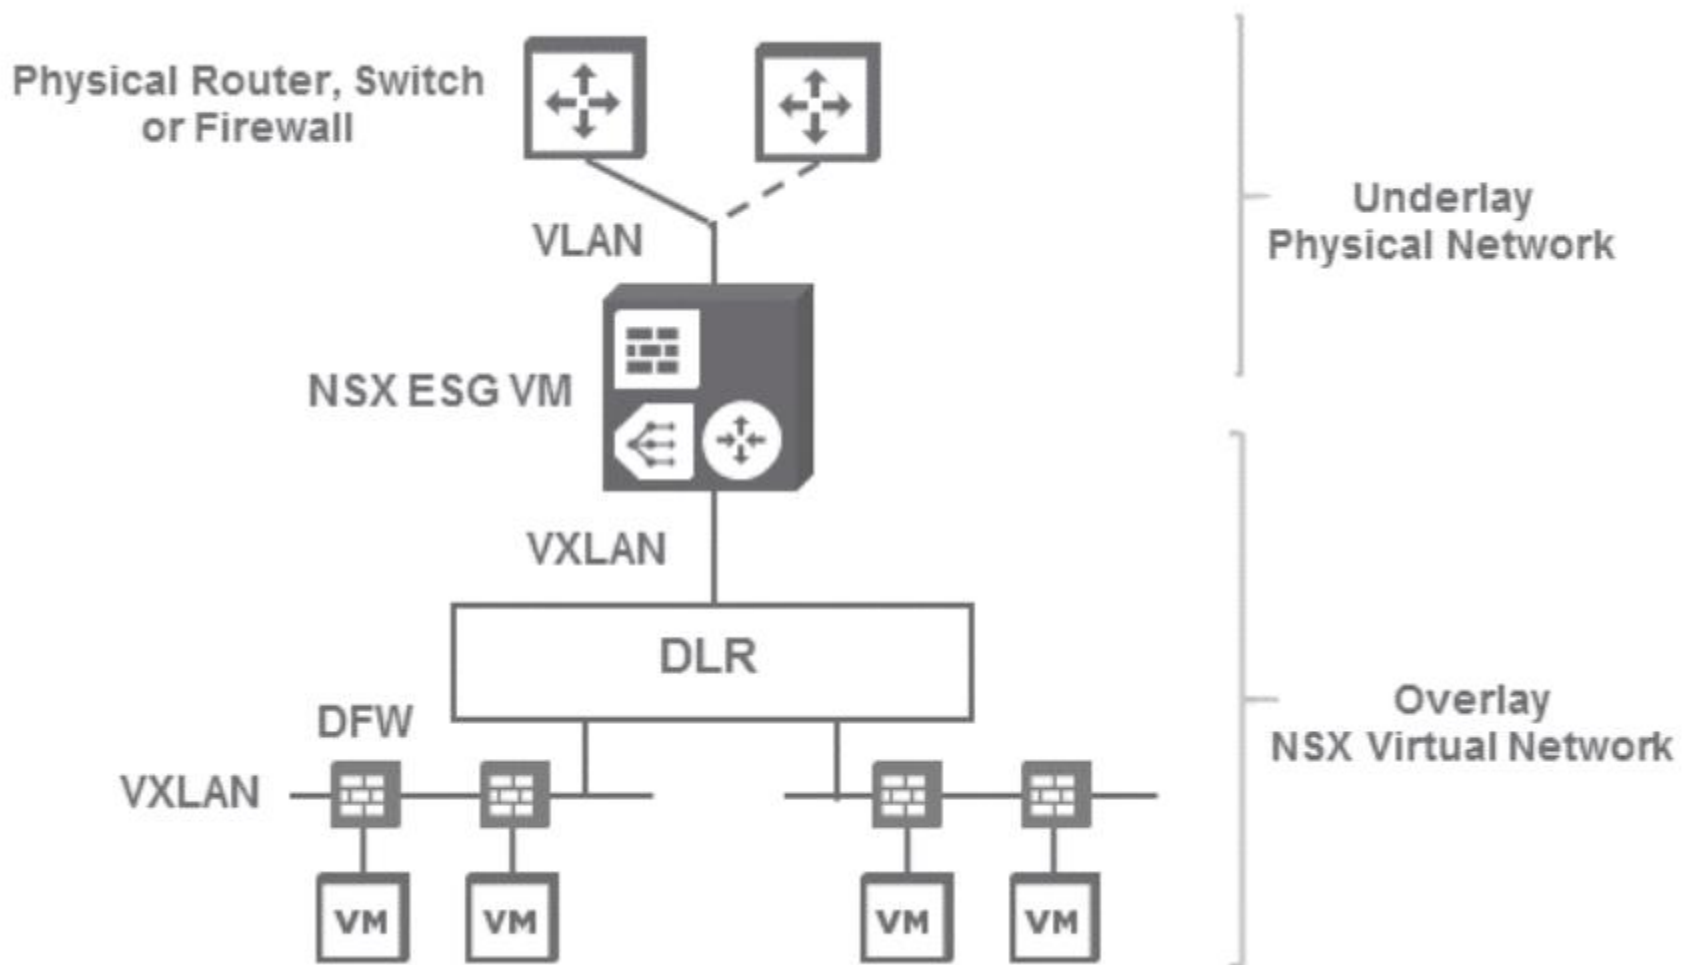 Physical Router, Switch
or Firewall
Underlay
Physical Network
VLAN
NSX ESG VM
VXLAN
DLR
Overlay
NSX Virtual Network
DFW
VXLAN
VM
VM
VM
VM